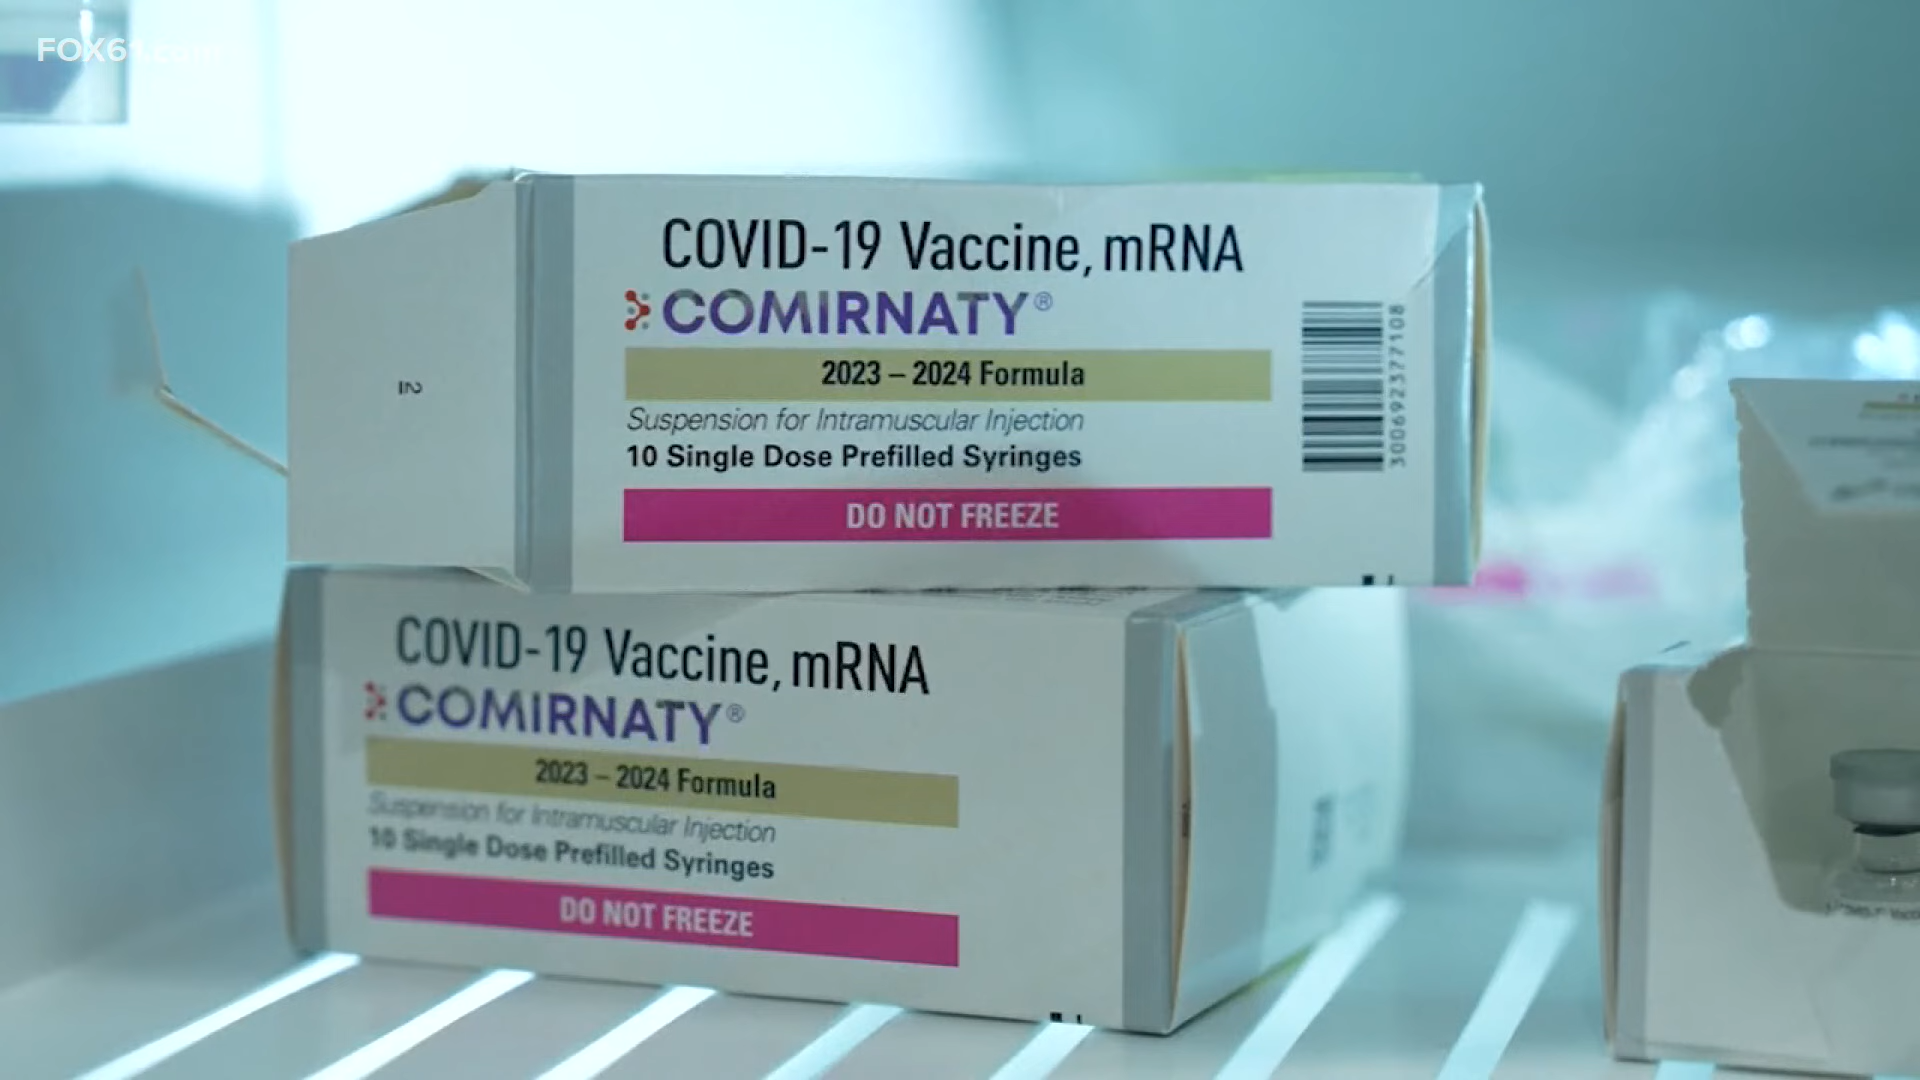 FOX61.com
COVID-19 Vaccine, mRNA
COMIRNATY®
2023 – 2024 Formula
Suspension for Intramuscular Injection
10 Single Dose Prefilled Syringes
DO NOT FREEZE
300692377108
2
COVID-19 Vaccine, mRNA
COMIRNATY®
2023 – 2024 Formula
Suspension for Intramuscular Injection
10 Single Dose Prefilled Syringes
DO NOT FREEZE